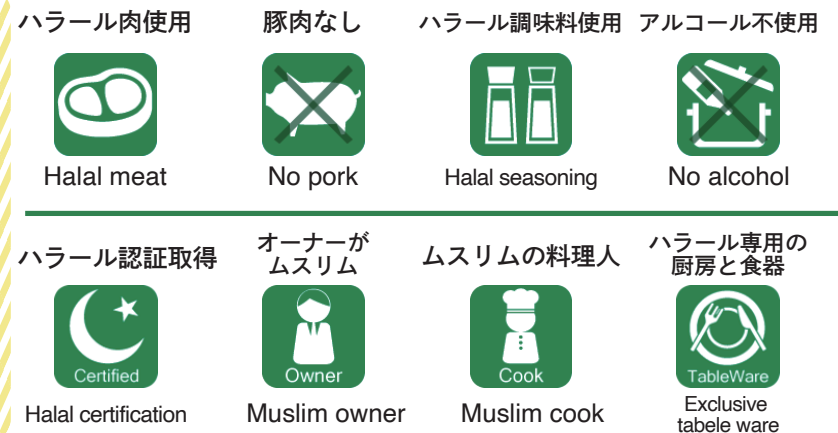 ハラール肉使用
豚肉なし
ハラール調味料使用
アルコール不使用
Halal meat
No pork
Halal seasoning
No alcohol
ハラール認証取得
オーナーが
ムスリム
ムスリムの料理人
ハラール専用の
厨房と食器
Certified
Owner
Cook
TableWare
Halal certification
Muslim owner
Muslim cook
Exclusive
tabele ware